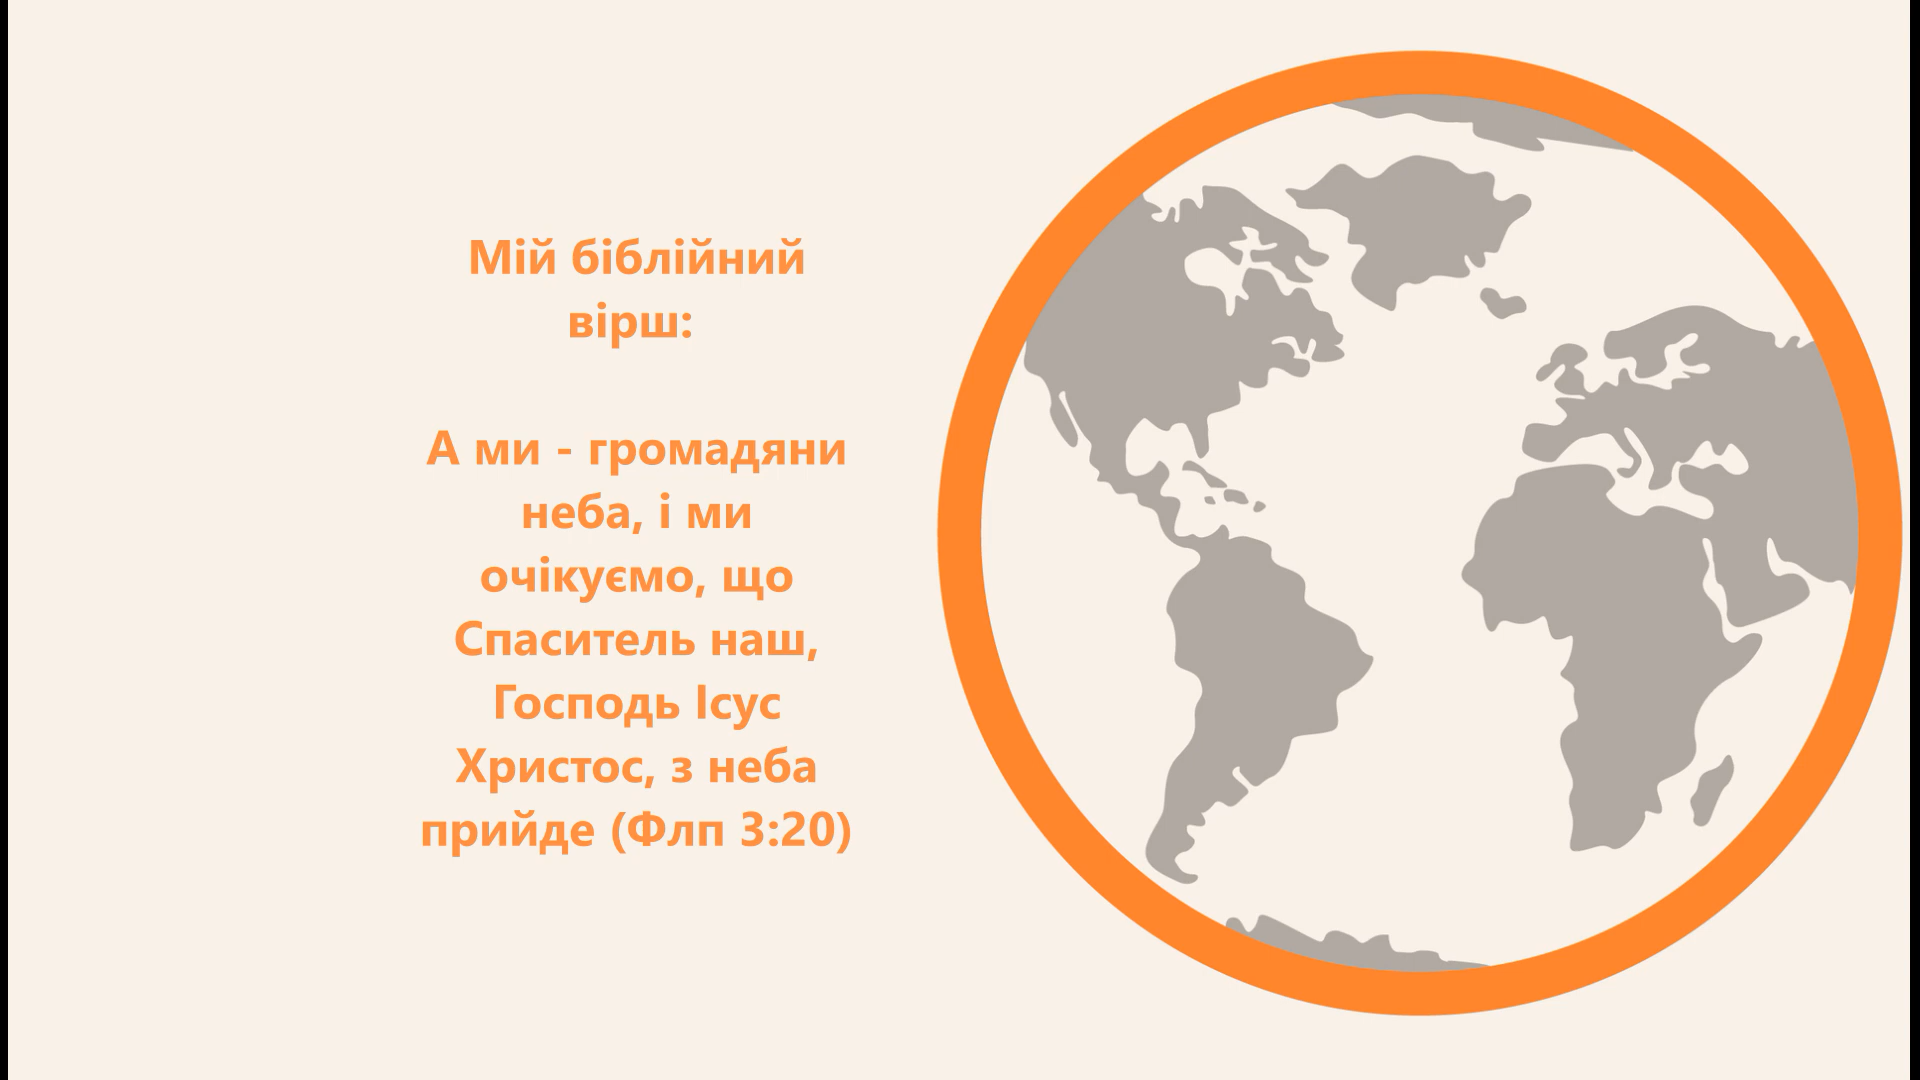 Мій біблійний
вірш:
А ми - громадяни
неба, і ми
очікуємо, що
Спаситель наш,
Господь Ісус
Христос, з неба
прийде (Флп 3:20)